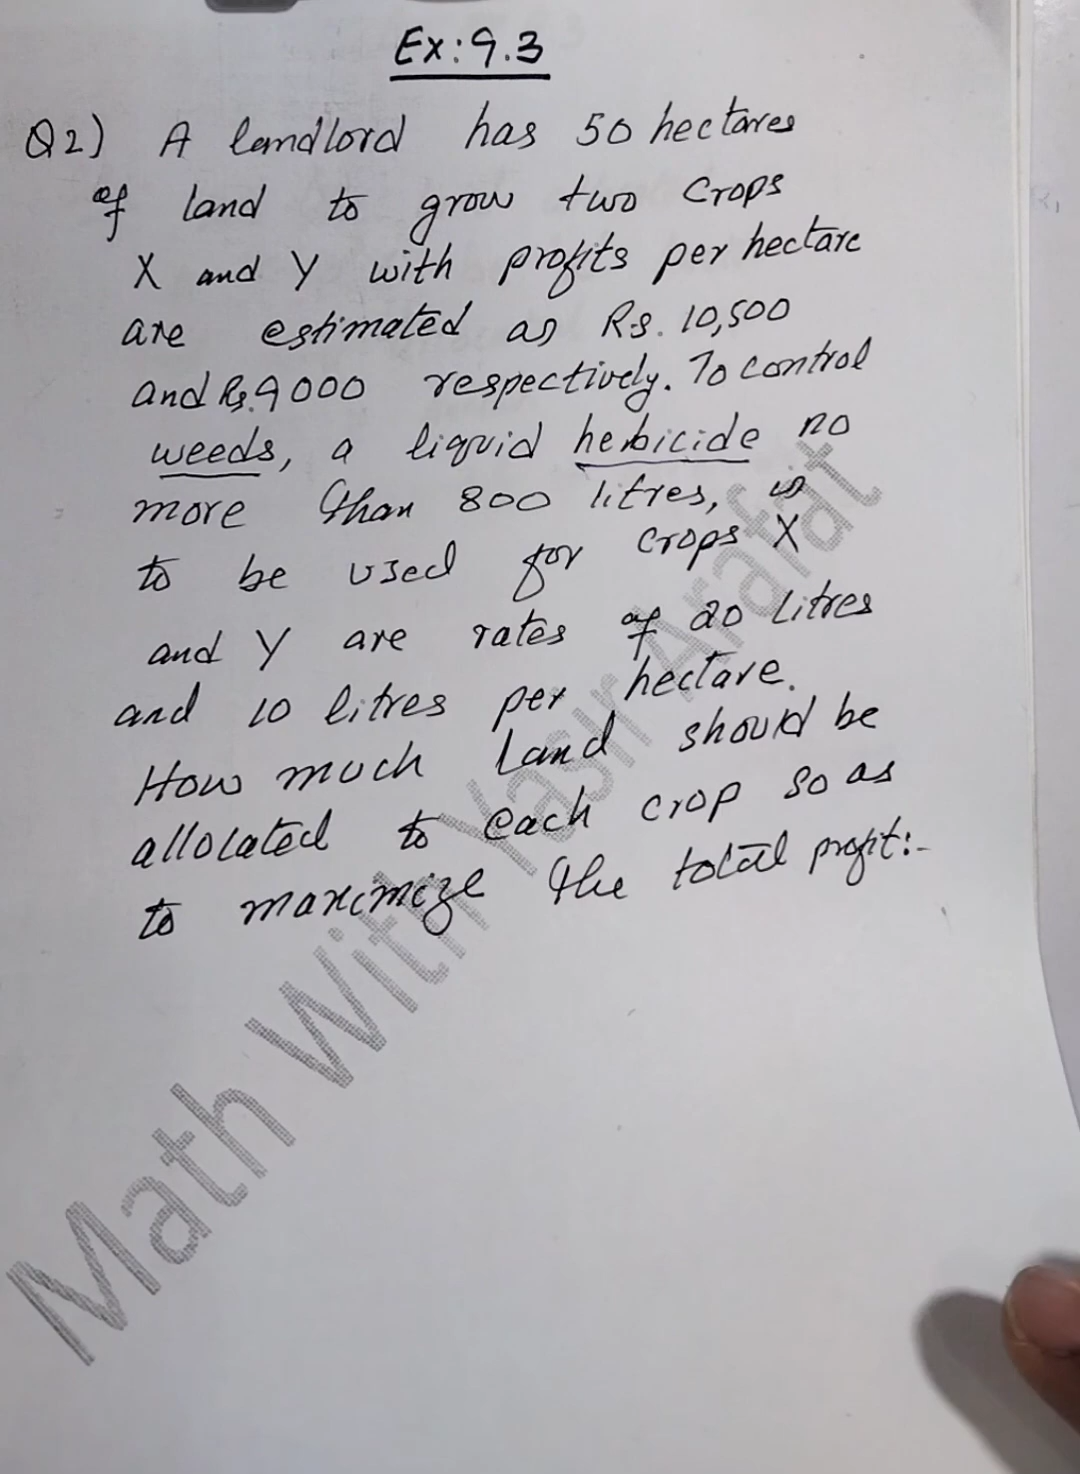 Ex:9.3
Q2) A landlord has 50 hectares
of land to grow two crops
X and Y with profits per hectare
are estimated as Rs. 10,500
and Rs.9000 respectively. To control
weeds, a liquid herbicide no
more than 800 litres, is
to be used for crops X
and Y are rates of 20 litres
and 10 litres per hectare.
How much Land should be
allocated to each crop so as
to maximize the total profit:-
Math With Yasir Arafat